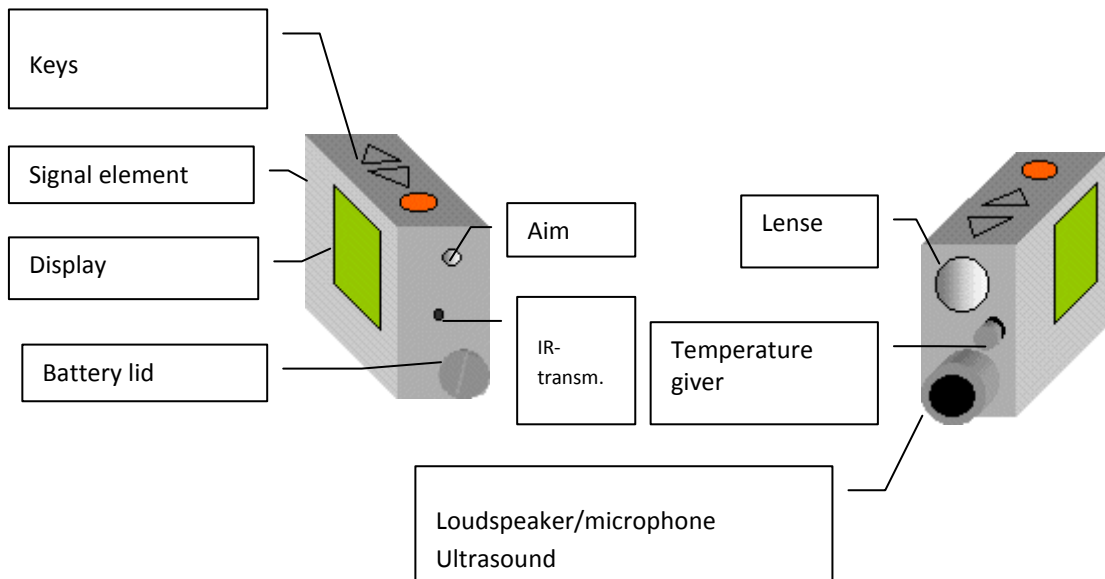 Keys
Signal element
Display
Battery lid
Aim
IR-
transm.
Lense
Temperature
giver
Loudspeaker/microphone
Ultrasound